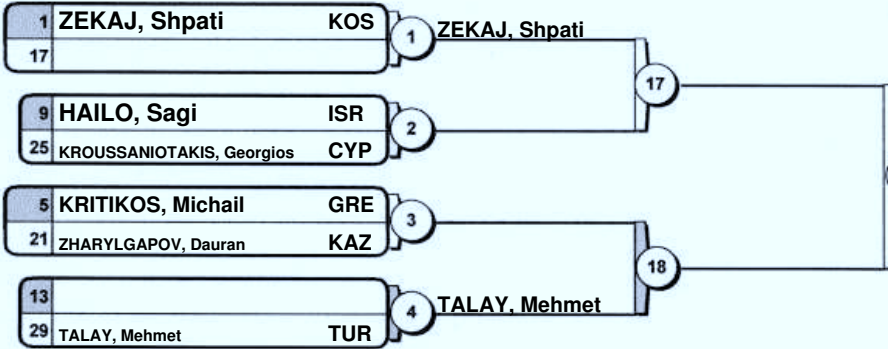 1 ZEKAJ, Shpati KOS
17
1 ZEKAJ, Shpati
9 HAILO, Sagi ISR
25 KROUSSANIOTAKIS, Georgios CYP
2
17
5 KRITIKOS, Michail GRE
21 ZHARYLGAPOV, Dauran KAZ
3
13
29 TALAY, Mehmet TUR
4 TALAY, Mehmet
18